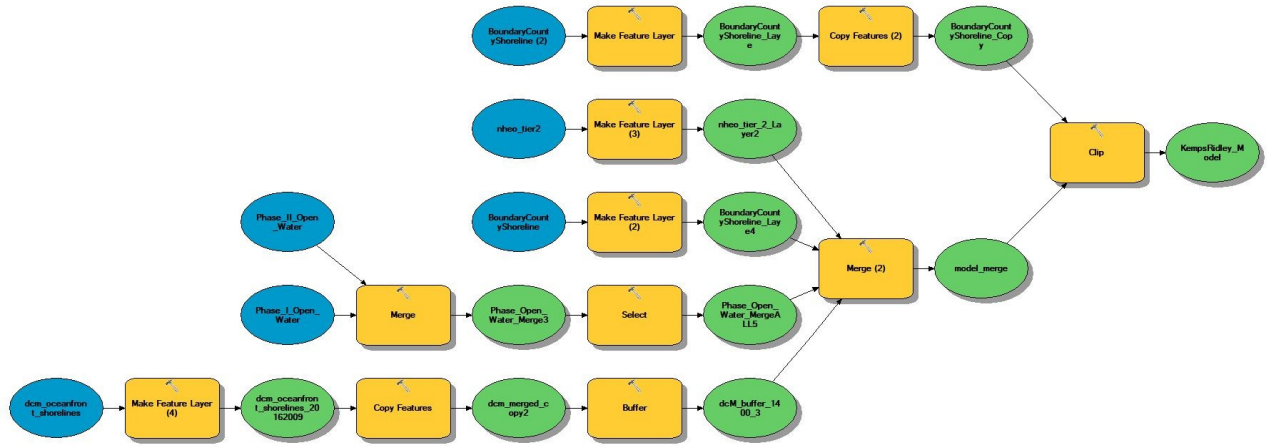 BoundaryCount
yShoreline (2)
Make Feature Layer
BoundaryCount
yShoreline_Laye
e
Copy Features (2)
BoundaryCount
yShoreline_Cop
y
nheo_tier2
Make Feature Layer
(3)
nheo_tier_2_La
yer2
Clip
KempsRidley_M
odel
Phase_II_Open
_Water
BoundaryCount
yShoreline
Make Feature Layer
(2)
BoundaryCount
yShoreline_Laye
e4
Merge (2)
model_merge
Phase_I_Open_
Water
Merge
Phase_Open_
Water_Merge3
Select
Phase_Open_
Water_MergeA
LL5
dcm_oceanfron
t_shorelines
Make Feature Layer
(4)
dcm_oceanfron
t_shorelines_20
162009
Copy Features
dcm_merged_c
opy2
Buffer
dcM_buffer_14
00_3